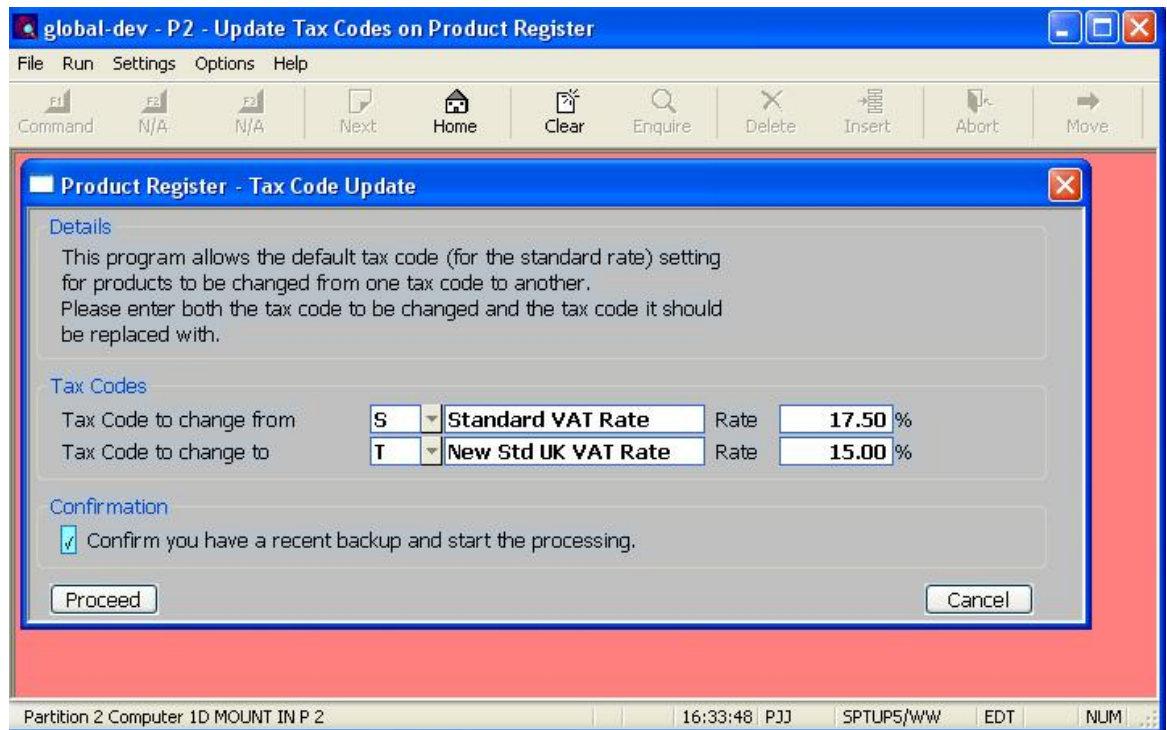 global-dev - P2 - Update Tax Codes on Product Register
File Run Settings Options Help
F1 F2 F3
Command N/A N/A Next Home Clear Enquire Delete Insert Abort Move
Product Register - Tax Code Update
Details
This program allows the default tax code (for the standard rate) setting
for products to be changed from one tax code to another.
Please enter both the tax code to be changed and the tax code it should
be replaced with.
Tax Codes
Tax Code to change from S Standard VAT Rate Rate 17.50 %
Tax Code to change to T New Std UK VAT Rate Rate 15.00 %
Confirmation
Confirm you have a recent backup and start the processing.
Proceed Cancel
Partition 2 Computer 1D MOUNT IN P 2 16:33:48 PJJ SPTUP5/WW EDT NUM